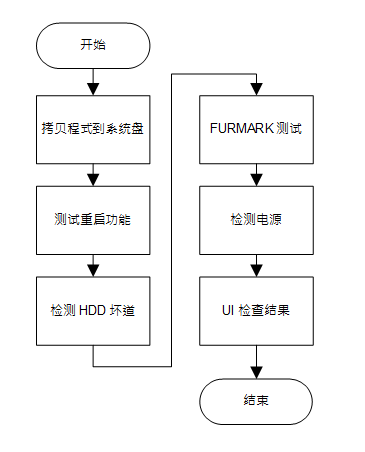 开始
拷贝程式到系统盘
测试重启功能
检测 HDD 坏道
FURMARK 测试
检测电源
UI 检查结果
结束